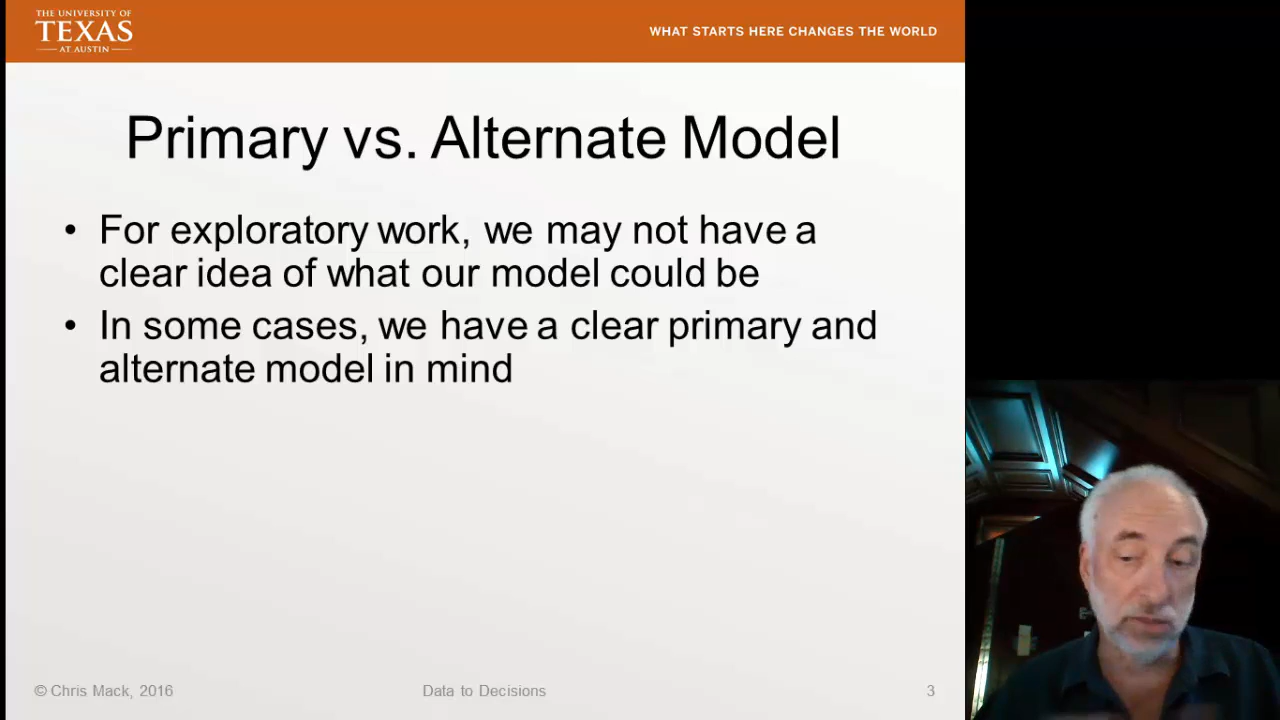 THE UNIVERSITY OF
TEXAS
AT AUSTIN
WHAT STARTS HERE CHANGES THE WORLD
Primary vs. Alternate Model
• For exploratory work, we may not have a
clear idea of what our model could be
• In some cases, we have a clear primary and
alternate model in mind
© Chris Mack, 2016
Data to Decisions
3